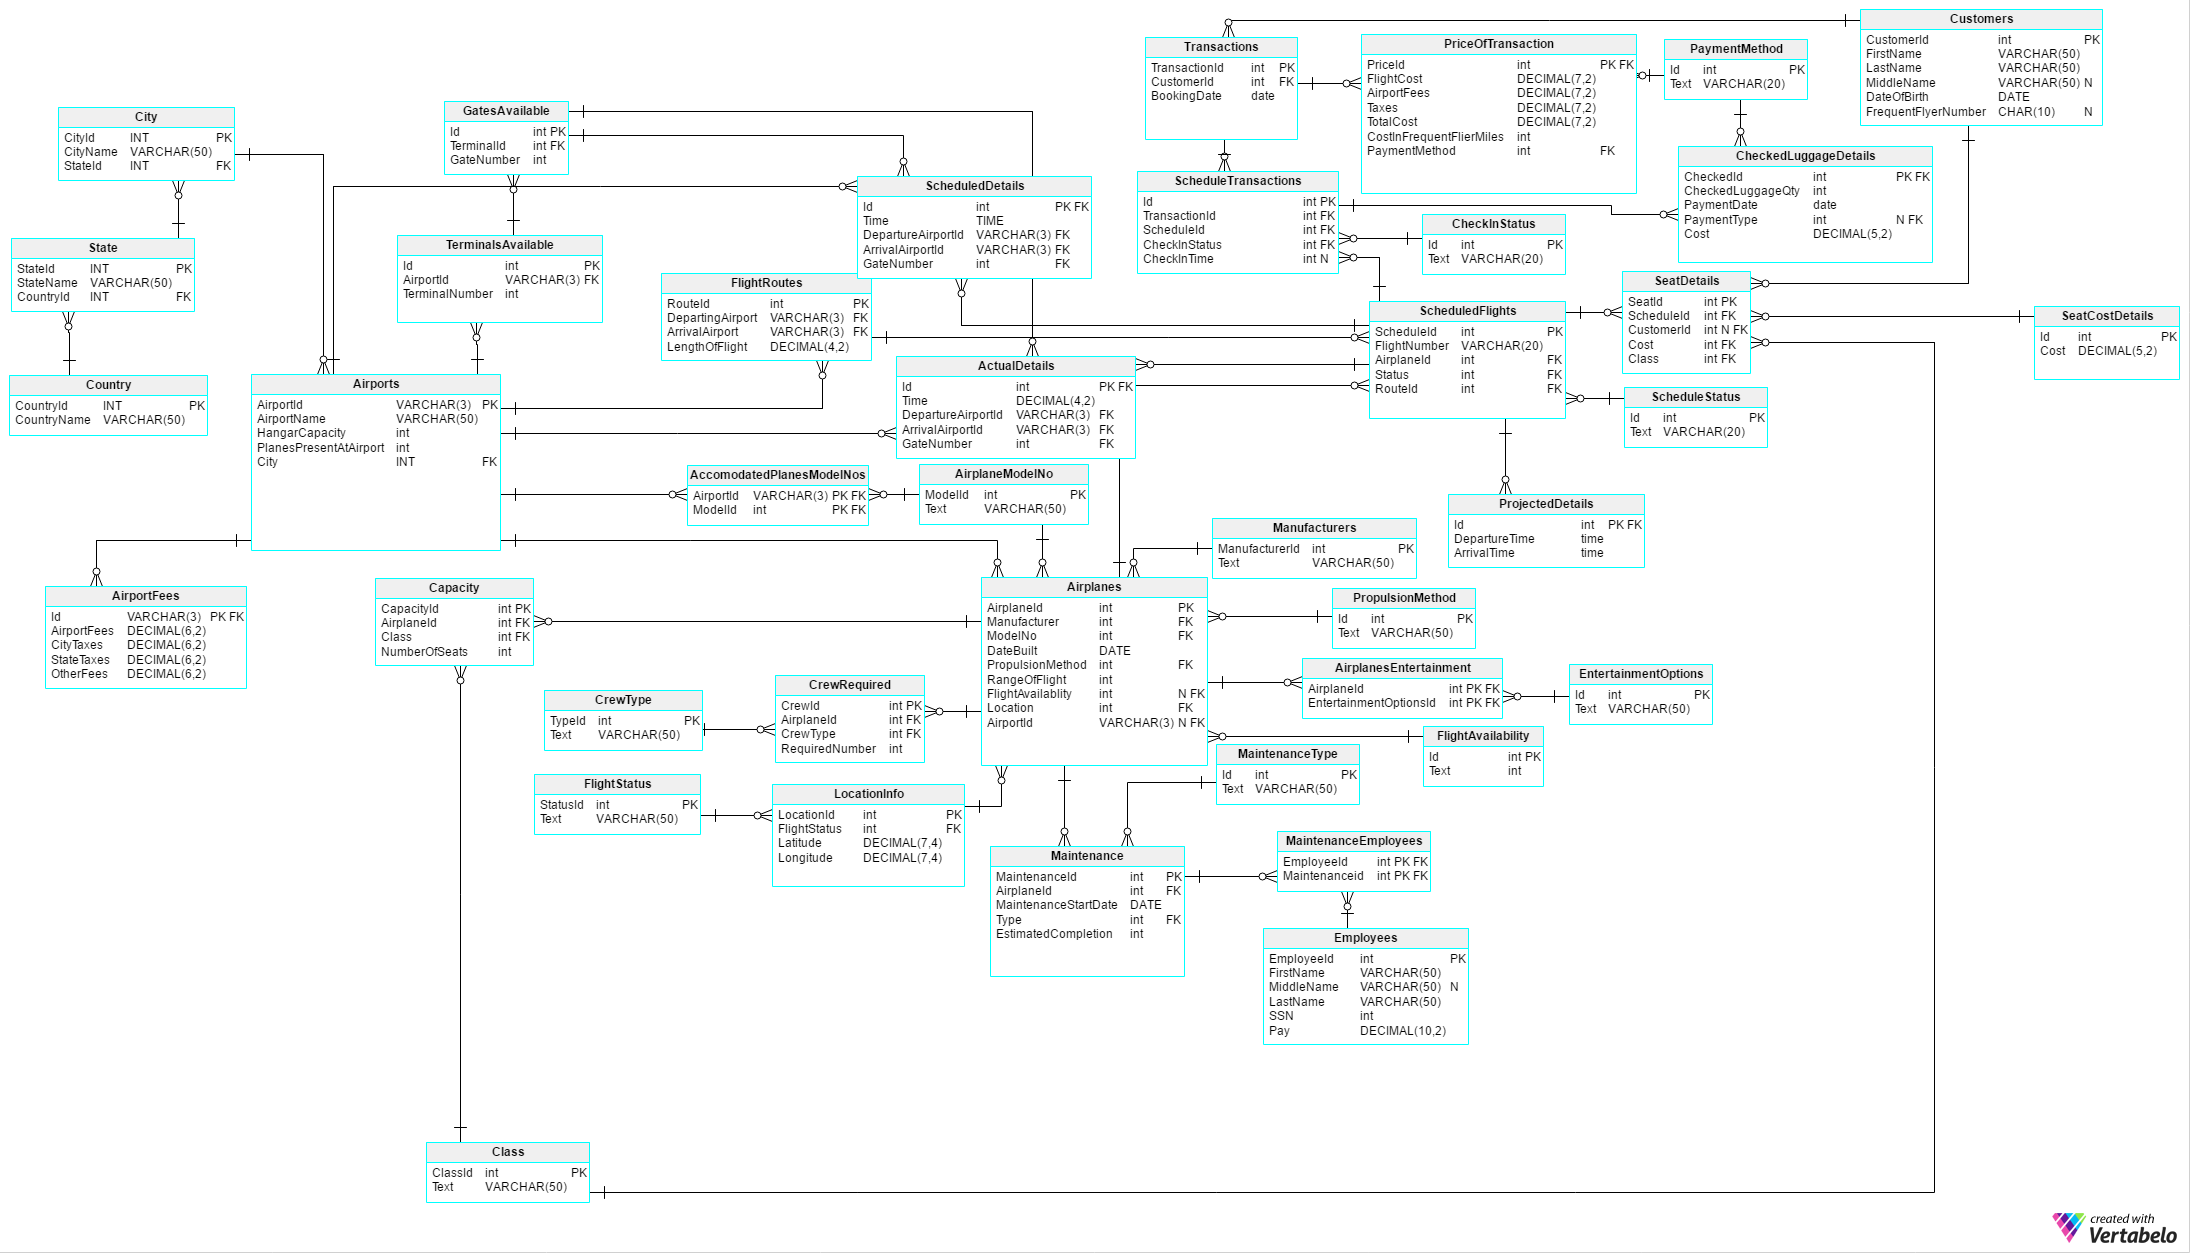 Customers
CustomerId int PK
FirstName VARCHAR(50)
LastName VARCHAR(50)
MiddleName VARCHAR(50) N
DateOfBirth DATE
FrequentFlyerNumber CHAR(10) N
Transactions
TransactionId int PK
CustomerId int FK
BookingDate date
PriceOfTransaction
PriceId int PK FK
FlightCost DECIMAL(7,2)
AirportFees DECIMAL(7,2)
Taxes DECIMAL(7,2)
TotalCost DECIMAL(7,2)
CostInFrequentFlierMiles int
PaymentMethod int FK
PaymentMethod
Id int PK
Text VARCHAR(20)
City
CityId INT PK
CityName VARCHAR(50)
StateId INT FK
GatesAvailable
Id int PK
TerminalId int FK
GateNumber int
CheckedLuggageDetails
CheckedId int PK FK
CheckedLuggageQty int
PaymentDate date
PaymentType int N FK
Cost DECIMAL(5,2)
ScheduledDetails
Id int PK FK
Time TIME
DepartureAirportId VARCHAR(3) FK
ArrivalAirportId VARCHAR(3) FK
GateNumber int FK
ScheduleTransactions
Id int PK
TransactionId int FK
ScheduleId int FK
CheckInStatus int FK
CheckInTime int N
CheckInStatus
Id int PK
Text VARCHAR(20)
State
StateId INT PK
StateName VARCHAR(50)
CountryId INT FK
TerminalsAvailable
Id int PK
AirportId VARCHAR(3) FK
TerminalNumber int
FlightRoutes
RouteId int PK
DepartingAirport VARCHAR(3) FK
ArrivalAirport VARCHAR(3) FK
LengthOfFlight DECIMAL(4,2)
ScheduledFlights
ScheduleId int PK
FlightNumber VARCHAR(20)
AirplaneId int FK
Status int FK
RouteId int FK
SeatDetails
SeatId int PK
ScheduleId int FK
CustomerId int N FK
Cost int FK
Class int FK
SeatCostDetails
Id int PK
Cost DECIMAL(5,2)
Country
CountryId INT PK
CountryName VARCHAR(50)
Airports
AirportId VARCHAR(3) PK
AirportName VARCHAR(50)
HangarCapacity int
PlanesPresentAtAirport int
City INT FK
ActualDetails
Id int PK FK
Time DECIMAL(4,2)
DepartureAirportId VARCHAR(3) FK
ArrivalAirportId VARCHAR(3) FK
GateNumber int FK
ScheduleStatus
Id int PK
Text VARCHAR(20)
AccomodatedPlanesModelNos
AirportId VARCHAR(3) PK FK
ModelId int PK FK
AirplaneModelNo
ModelId int PK
Text VARCHAR(50)
ProjectedDetails
Id int PK FK
DepartureTime time
ArrivalTime time
Manufacturers
ManufacturerId int PK
Text VARCHAR(50)
AirportFees
Id VARCHAR(3) PK FK
AirportFees DECIMAL(6,2)
CityTaxes DECIMAL(6,2)
StateTaxes DECIMAL(6,2)
OtherFees DECIMAL(6,2)
Capacity
CapacityId int PK
AirplaneId int FK
Class int FK
NumberOfSeats int
Airplanes
AirplaneId int PK
Manufacturer int FK
ModelNo int FK
DateBuilt DATE
PropulsionMethod int FK
RangeOfFlight int
FlightAvailablity int N FK
Location int FK
AirportId VARCHAR(3) N FK
PropulsionMethod
Id int PK
Text VARCHAR(50)
AirplanesEntertainment
AirplaneId int PK FK
EntertainmentOptionsId int PK FK
EntertainmentOptions
Id int PK
Text VARCHAR(50)
CrewType
TypeId int PK
Text VARCHAR(50)
CrewRequired
CrewId int PK
AirplaneId int FK
CrewType int FK
RequiredNumber int
FlightAvailability
Id int PK
Text int
MaintenanceType
Id int PK
Text VARCHAR(50)
FlightStatus
StatusId int PK
Text VARCHAR(50)
LocationInfo
LocationId int PK
FlightStatus int FK
Latitude DECIMAL(7,4)
Longitude DECIMAL(7,4)
Maintenance
MaintenanceId int PK
AirplaneId int FK
MaintenanceStartDate DATE
Type int FK
EstimatedCompletion int
MaintenanceEmployees
EmployeeId int PK FK
Maintenanceid int PK FK
Employees
EmployeeId int PK
FirstName VARCHAR(50)
MiddleName VARCHAR(50) N
LastName VARCHAR(50)
SSN int
Pay DECIMAL(10,2)
Class
ClassId int PK
Text VARCHAR(50)
created with
Vertabelo